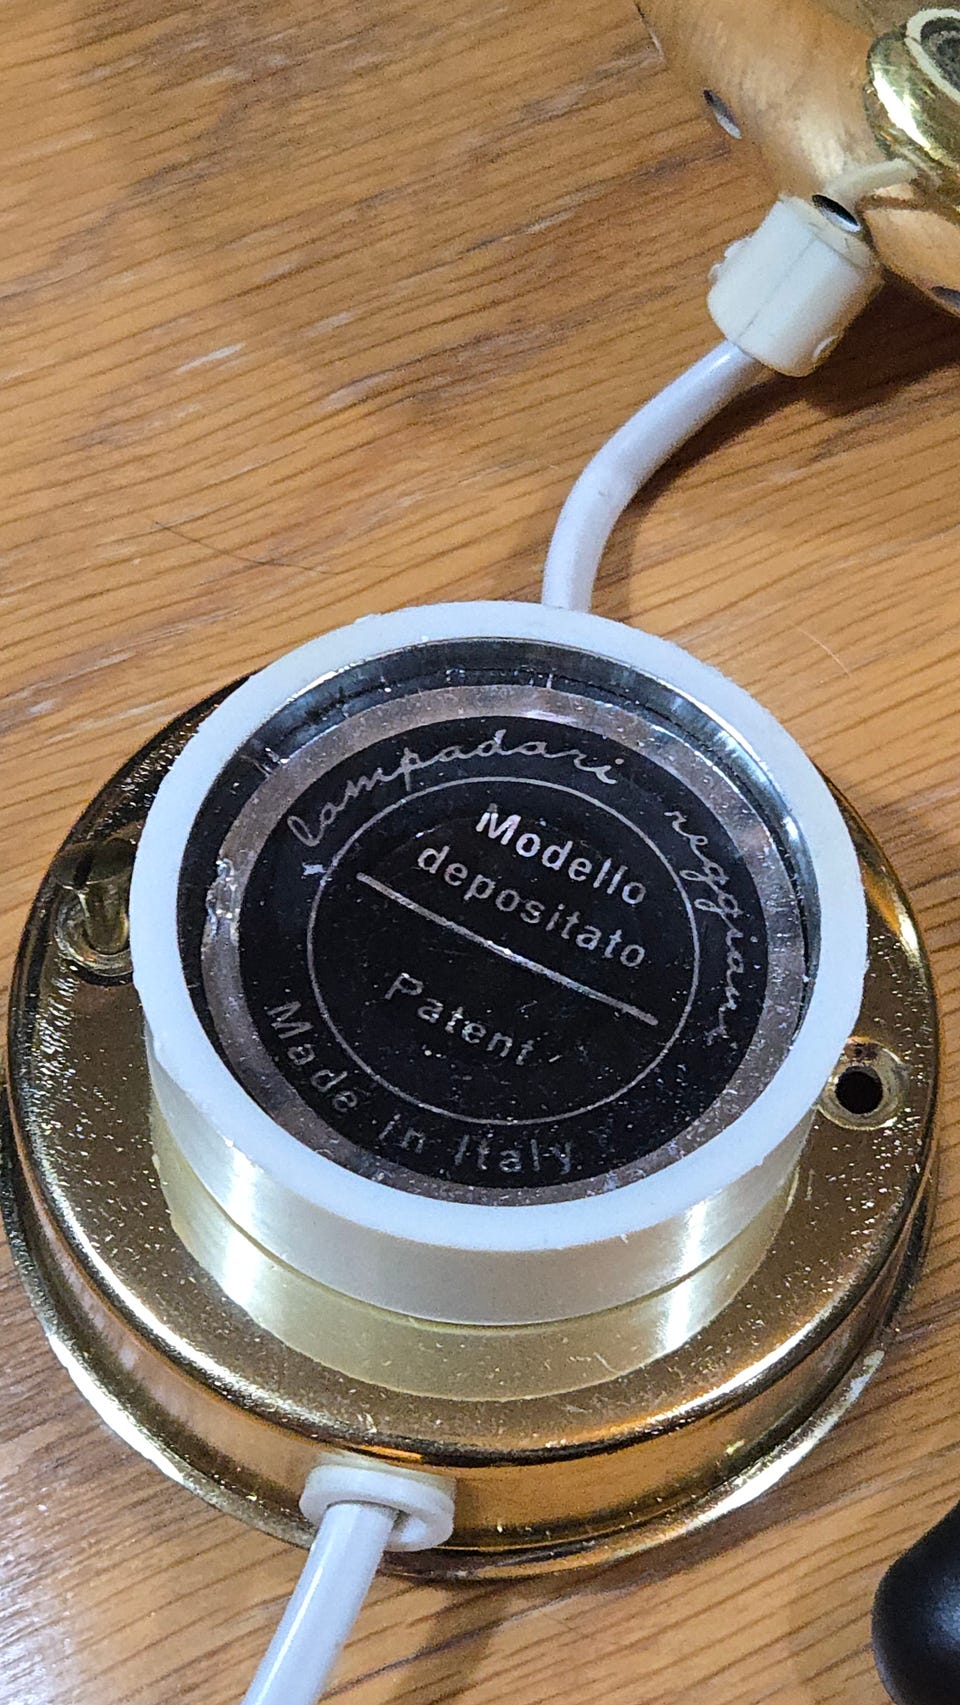 lampadari reggiani
Modello
depositato
Patent
Made in Italy